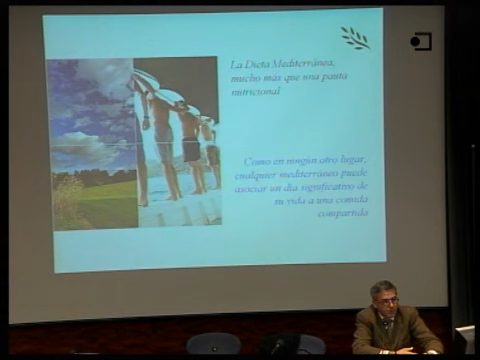 La Dieta Mediterránea,
mucho más que una pauta
nutricional
Como en ningún otro lugar,
cualquier mediterráneo puede
asociar un día significativo de
su vida a una comida
compartida